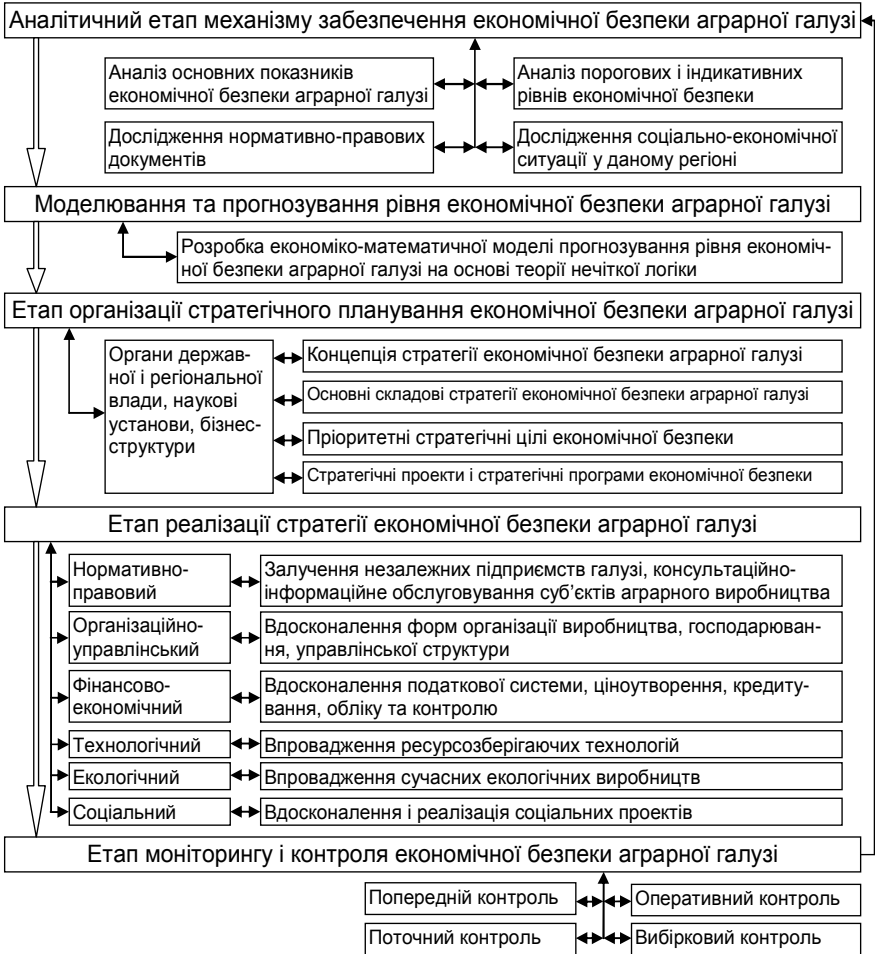 Аналітичний етап механізму забезпечення економічної безпеки аграрної галузі
Аналіз основних показників
економічної безпеки аграрної галузі
Аналіз порогових і індикативних
рівнів економічної безпеки
Дослідження нормативно-правових
документів
Дослідження соціально-економічної
ситуації у даному регіоні
Моделювання та прогнозування рівня економічної безпеки аграрної галузі
Розробка економіко-математичної моделі прогнозування рівня економіч-
ної безпеки аграрної галузі на основі теорії нечіткої логіки
Етап організації стратегічного планування економічної безпеки аграрної галузі
Органи держав-
ної і регіональної
влади, наукові
установи, бізнес-
структури
Концепція стратегії економічної безпеки аграрної галузі
Основні складові стратегії економічної безпеки аграрної галузі
Пріоритетні стратегічні цілі економічної безпеки
Стратегічні проекти і стратегічні програми економічної безпеки
Етап реалізації стратегії економічної безпеки аграрної галузі
Нормативно-
правовий
Залучення незалежних підприємств галузі, консультаційно-
інформаційне обслуговування суб’єктів аграрного виробництва
Організаційно-
управлінський
Вдосконалення форм організації виробництва, господарюван-
ня, управлінської структури
Фінансово-
економічний
Вдосконалення податкової системи, ціноутворення, кредиту-
вання, обліку та контролю
Технологічний
Впровадження ресурсозберігаючих технологій
Екологічний
Впровадження сучасних екологічних виробництв
Соціальний
Вдосконалення і реалізація соціальних проектів
Етап моніторингу і контроля економічної безпеки аграрної галузі
Попередній контроль
Оперативний контроль
Поточний контроль
Вибірковий контроль